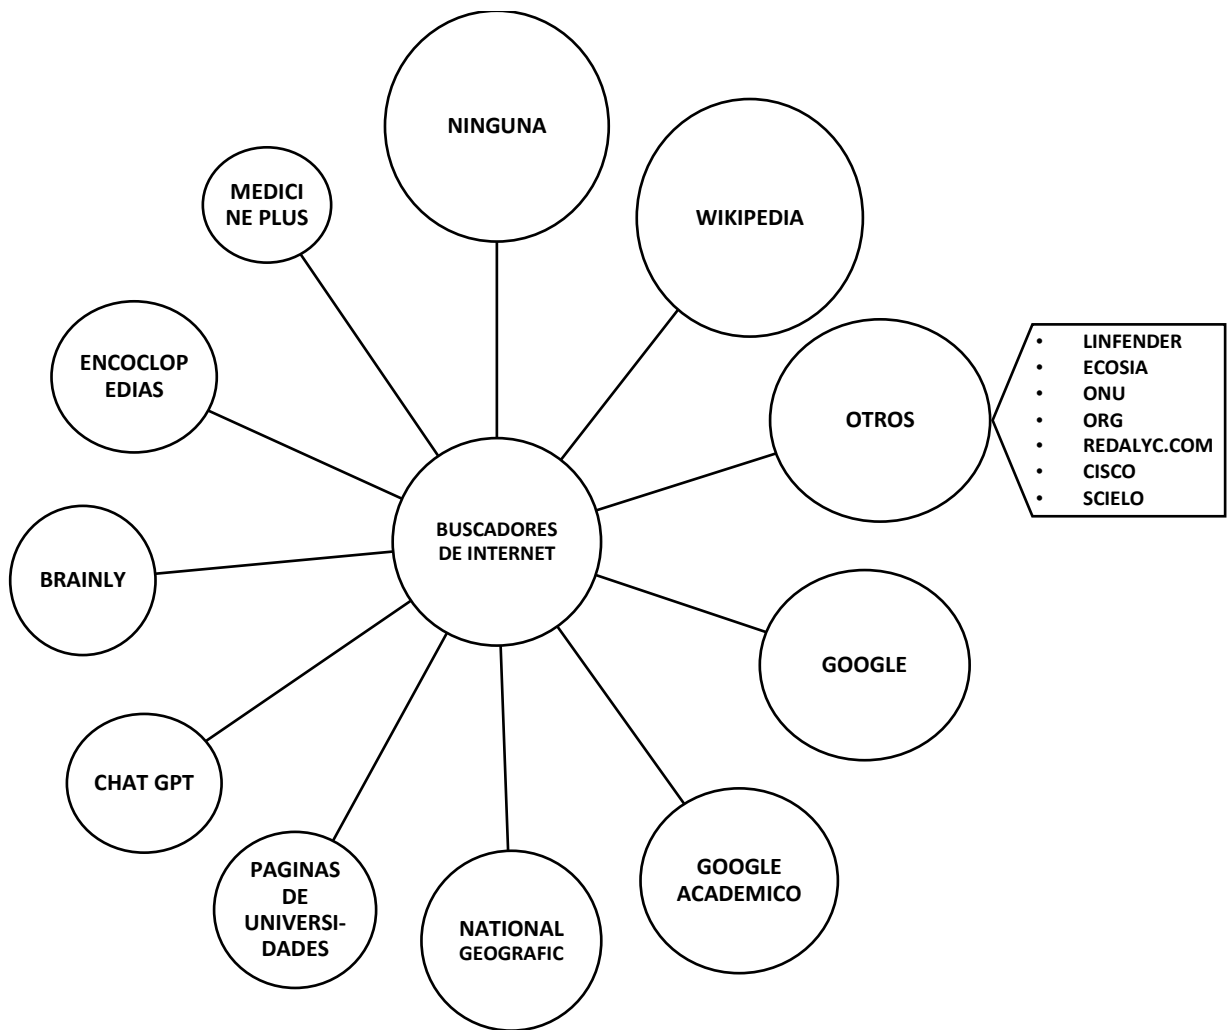 NINGUNA
WIKIPEDIA
OTROS
• LINFENDER
• ECOSIA
• ONU
• ORG
• REDALYC.COM
• CISCO
• SCIELO
GOOGLE
GOOGLE
ACADEMICO
NATIONAL
GEOGRAFIC
PAGINAS
DE
UNIVERSI-
DADES
CHAT GPT
BRAINLY
ENCOCLOP
EDIAS
MEDICI
NE PLUS
BUSCADORES
DE INTERNET